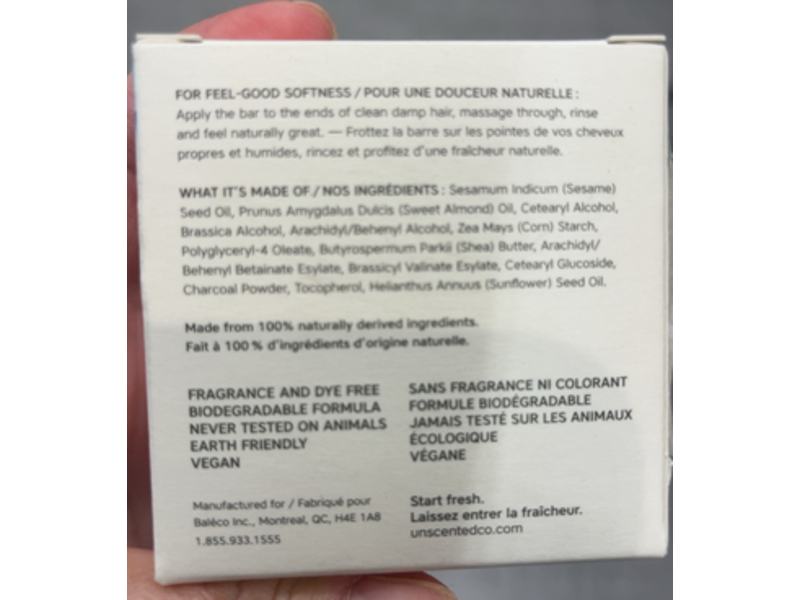 FOR FEEL-GOOD SOFTNESS / POUR UNE DOUCEUR NATURELLE :
Apply the bar to the ends of clean damp hair, massage through, rinse
and feel naturally great. — Frottez la barre sur les pointes de vos cheveux
propres et humides, rincez et profitez d'une fraîcheur naturelle.
WHAT IT'S MADE OF / NOS INGRÉDIENTS : Sesamum Indicum (Sesame)
Seed Oil, Prunus Amygdalus Dulcis (Sweet Almond) Oil, Cetearyl Alcohol,
Brassica Alcohol, Arachidyl/Behenyl Alcohol, Zea Mays (Corn) Starch,
Polyglyceryl-4 Oleate, Butyrospermum Parkii (Shea) Butter, Arachidyl/
Behenyl Betainate Esylate, Brassicyl Valinate Esylate, Cetearyl Glucoside,
Charcoal Powder, Tocopherol, Helianthus Annuus (Sunflower) Seed Oil.
Made from 100% naturally derived ingredients.
Fait à 100 % d'ingrédients d'origine naturelle.
FRAGRANCE AND DYE FREE
BIODEGRADABLE FORMULA
NEVER TESTED ON ANIMALS
EARTH FRIENDLY
VEGAN
SANS FRAGRANCE NI COLORANT
FORMULE BIODÉGRADABLE
JAMAIS TESTÉ SUR LES ANIMAUX
ÉCOLOGIQUE
VÉGANE
Manufactured for / Fabriqué pour
Baléco Inc., Montreal, QC, H4E 1A8
1.855.933.1555
Start fresh.
Laissez entrer la fraîcheur.
unscentedco.com